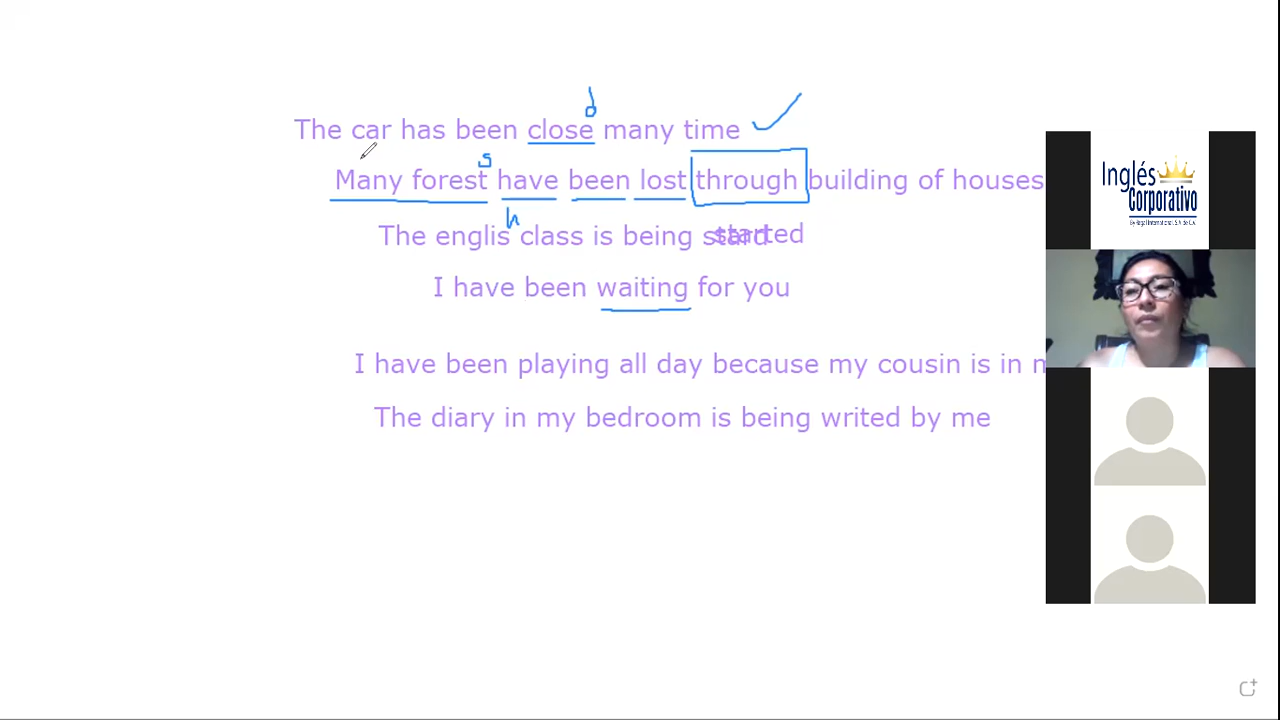 d
The car has been close many time
s
Many forest have been lost through building of houses
h
The englis class is being stard started
I have been waiting for you
I have been playing all day because my cousin is in
The diary in my bedroom is being writed by me
Inglés
Corporativo